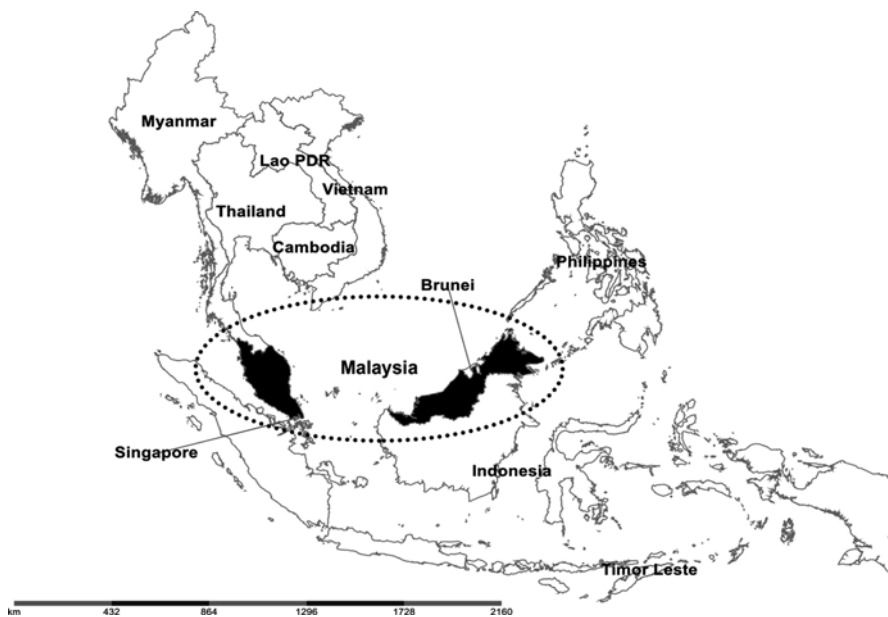 Myanmar
Lao PDR
Vietnam
Thailand
Cambodia
Philippines
Brunei
Malaysia
Singapore
Indonesia
Timor Leste
km 432 864 1296 1728 2160